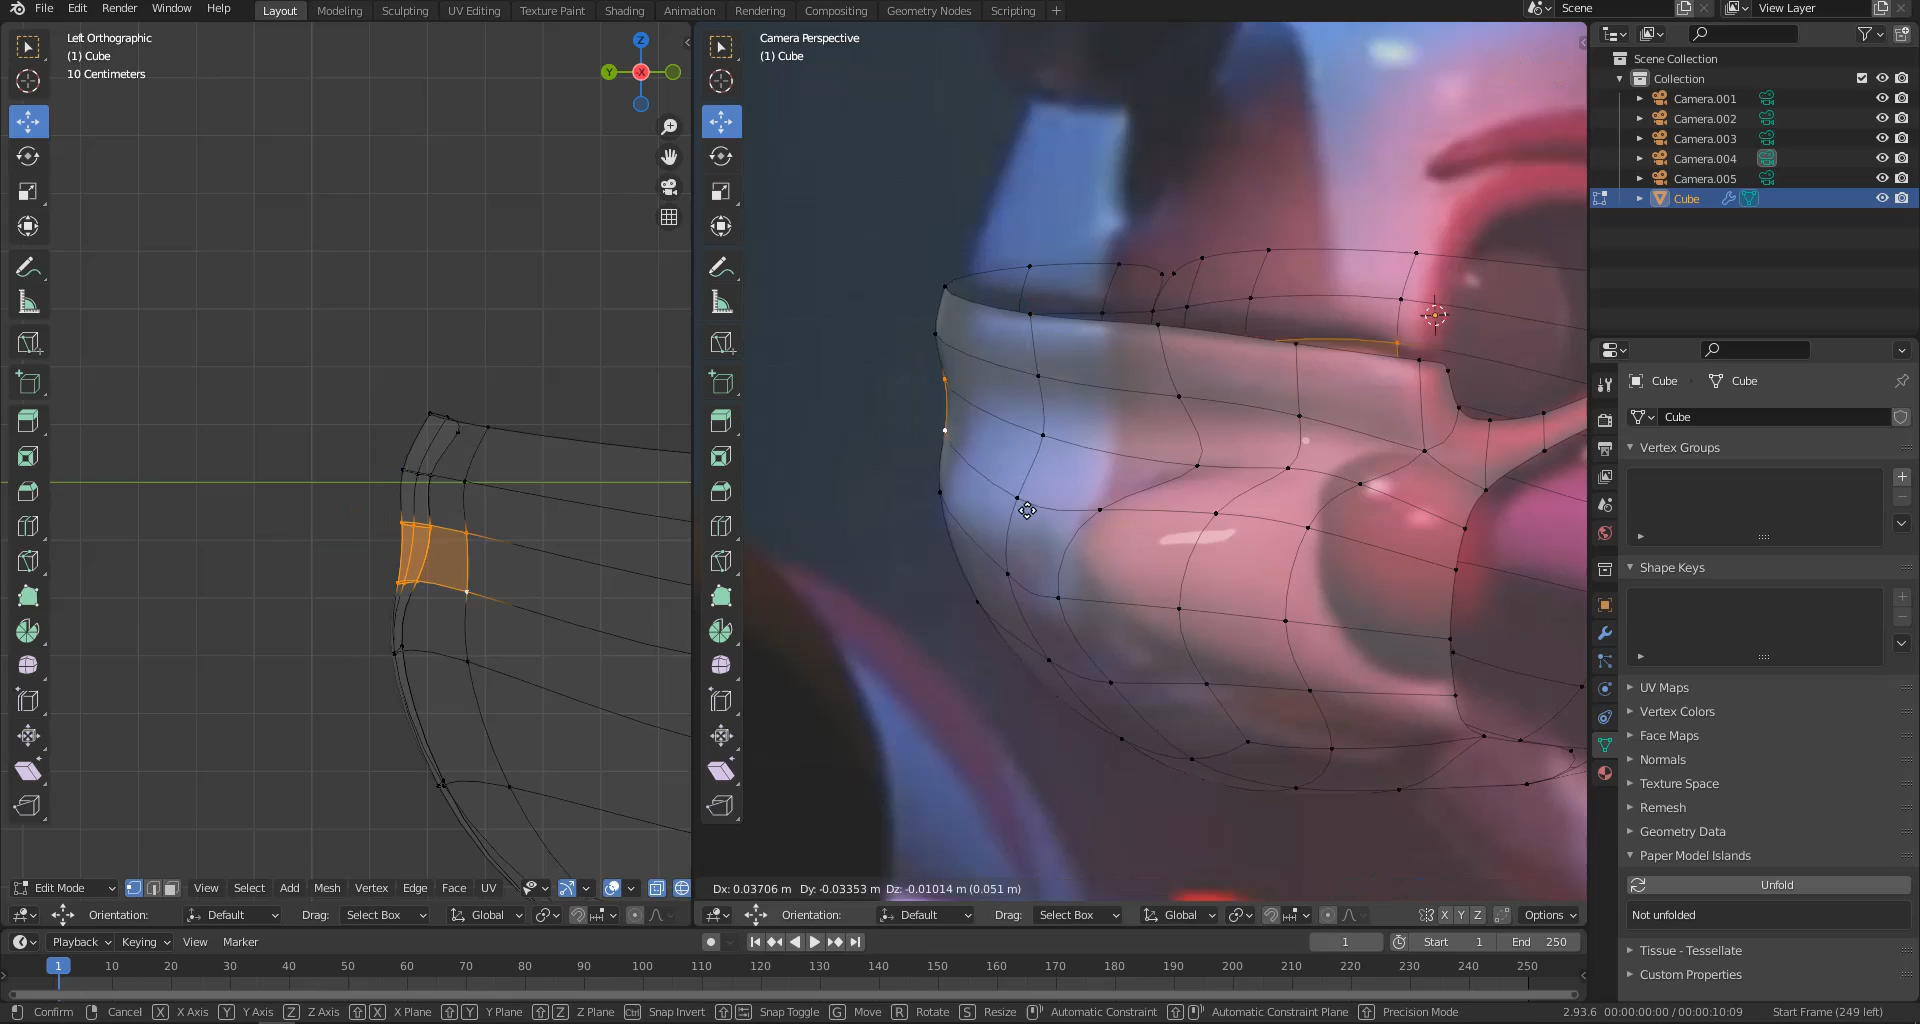 File Edit Render Window Help Layout Modeling Sculpting UV Editing Texture Paint Shading Animation Rendering Compositing Geometry Nodes Scripting + Scene View Layer
Left Orthographic
(1) Cube
10 Centimeters
Z
Y
X
Camera Perspective
(1) Cube
Scene Collection
Collection
Camera.001
Camera.002
Camera.003
Camera.004
Camera.005
Cube
Cube Cube
Cube
Vertex Groups
Shape Keys
UV Maps
Vertex Colors
Face Maps
Normals
Texture Space
Remesh
Geometry Data
Paper Model Islands
Unfold
Not unfolded
Tissue - Tessellate
Custom Properties
Edit Mode View Select Add Mesh Vertex Edge Face UV
Dx: 0.03706 m Dy: -0.03353 m Dz: -0.01014 m (0.051 m)
Orientation: Default Drag: Select Box Global
Orientation: Default Drag: Select Box Global X Y Z Options
Playback Keying View Marker 1 Start 1 End 250
1 10 20 30 40 50 60 70 80 90 100 110 120 130 140 150 160 170 180 190 200 210 220 230 240 250
Confirm Cancel X X Axis Y Y Axis Z Z Axis X X Plane Y Y Plane Z Z Plane Ctrl Snap Invert Snap Toggle G Move R Rotate S Resize Automatic Constraint Automatic Constraint Plane Precision Mode 2.93.6 00:00:00:00 / 00:00:10:09 Start Frame (249 left)